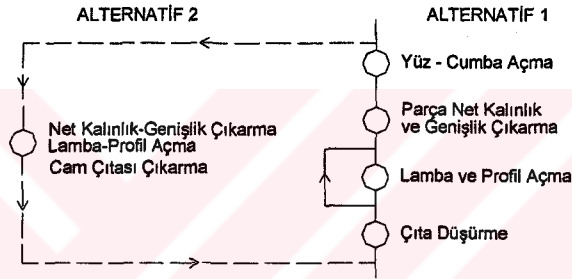 ALTERNATİF 2
ALTERNATİF 1
Yüz - Cumba Açma
Parça Net Kalınlık
ve Genişlik Çıkarma
Net Kalınlık-Genişlik Çıkarma
Lamba-Profil Açma
Cam Çıtası Çıkarma
Lamba ve Profil Açma
Çıta Düşürme